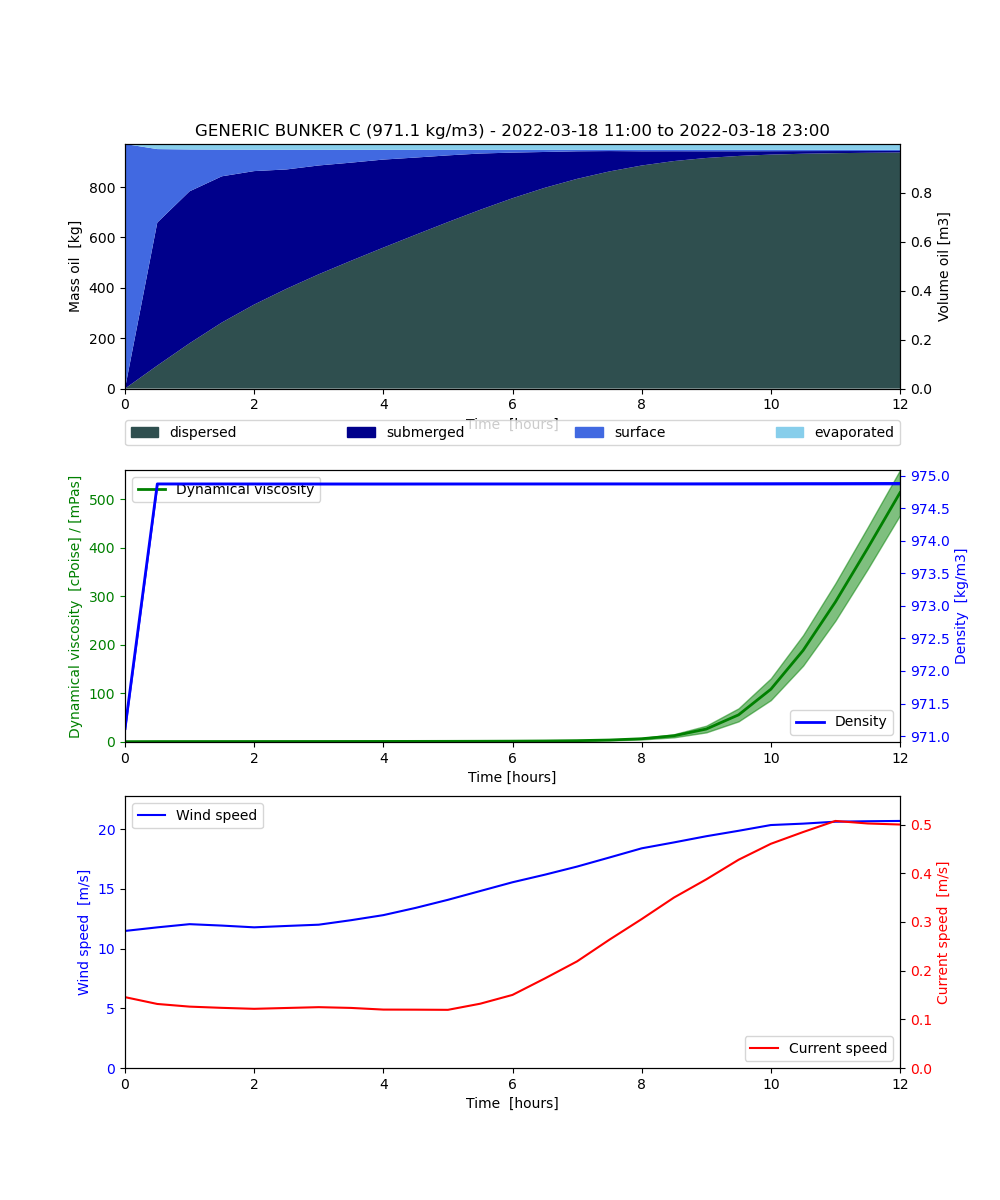 GENERIC BUNKER C (971.1 kg/m3) - 2022-03-18 11:00 to 2022-03-18 23:00
Mass oil [kg]
800
600
400
200
0
0 2 4 6 8 10 12
Time [hours]
Volume oil [m3]
0.8
0.6
0.4
0.2
0.0
dispersed submerged surface evaporated
Dynamical viscosity [cPoise] / [mPas]
500
400
300
200
100
0
Dynamical viscosity
0 2 4 6 8 10 12
Time [hours]
Density [kg/m3]
975.0
974.5
974.0
973.5
973.0
972.5
972.0
971.5
971.0
Density
Wind speed [m/s]
20
15
10
5
0
Wind speed
0 2 4 6 8 10 12
Time [hours]
Current speed [m/s]
0.5
0.4
0.3
0.2
0.1
0.0
Current speed